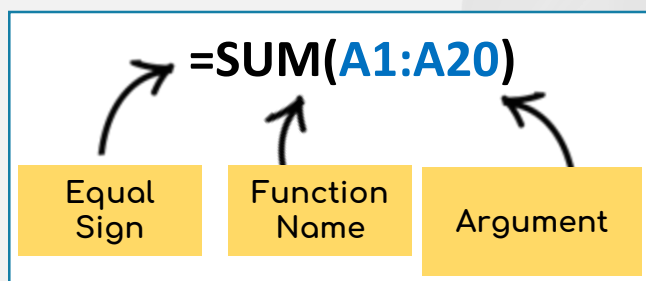 =SUM(A1:A20)
Equal
Sign
Function
Name
Argument